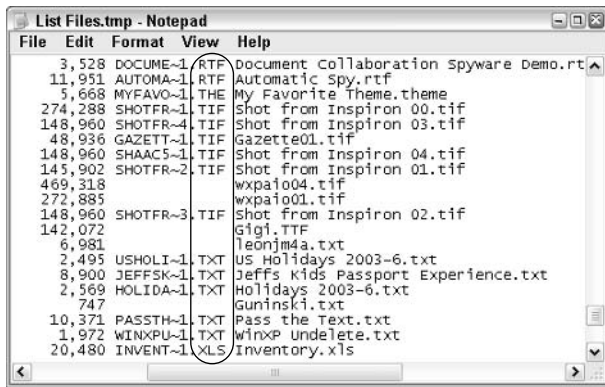 List Files.tmp - Notepad
File Edit Format View Help
3,528 DOCUME~1.RTF Document Collaboration Spyware Demo.rt
11,951 AUTOMA~1.RTF Automatic Spy.rtf
5,668 MYFAVO~1.THE My Favorite Theme.theme
274,288 SHOTFR~1.TIF Shot from Inspiron 00.tif
148,960 SHOTFR~4.TIF Shot from Inspiron 03.tif
48,936 GAZETT~1.TIF Gazette01.tif
148,960 SHAAC5~1.TIF Shot from Inspiron 04.tif
145,902 SHOTFR~2.TIF Shot from Inspiron 01.tif
469,318 wxpaio04.tif
272,885 wxpaio01.tif
148,960 SHOTFR~3.TIF Shot from Inspiron 02.tif
142,072 Gigi.TTF
6,981 leonjm4a.txt
2,495 USHOLI~1.TXT US Holidays 2003-6.txt
8,900 JEFFSK~1.TXT Jeffs Kids Passport Experience.txt
2,569 HOLIDA~1.TXT Holidays 2003-6.txt
747 Guninski.txt
10,371 PASSTH~1.TXT Pass the Text.txt
1,972 WINXPU~1.TXT WinXP Undelete.txt
20,480 INVENT~1.XLS Inventory.xls